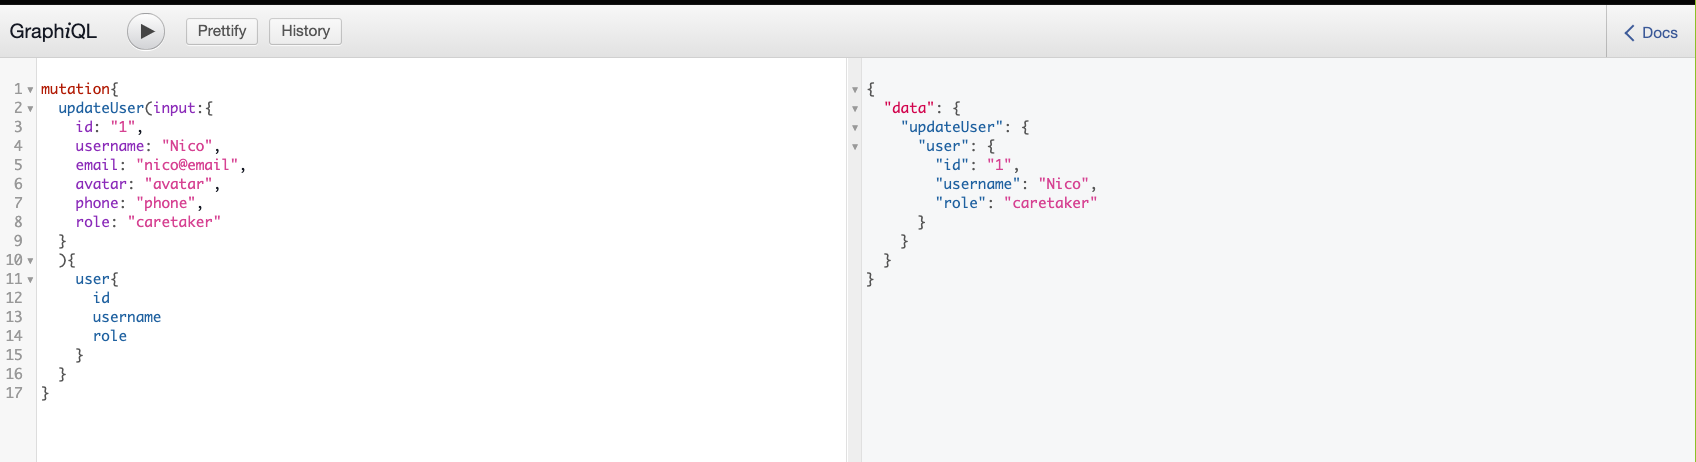 GraphiQL Prettify History Docs
1 mutation{
2 updateUser(input:{
3 id: "1",
4 username: "Nico",
5 email: "nico@email",
6 avatar: "avatar",
7 phone: "phone",
8 role: "caretaker"
9 }
10 ){
11 user{
12 id
13 username
14 role
15 }
16 }
17 }
{
"data": {
"updateUser": {
"user": {
"id": "1",
"username": "Nico",
"role": "caretaker"
}
}
}
}